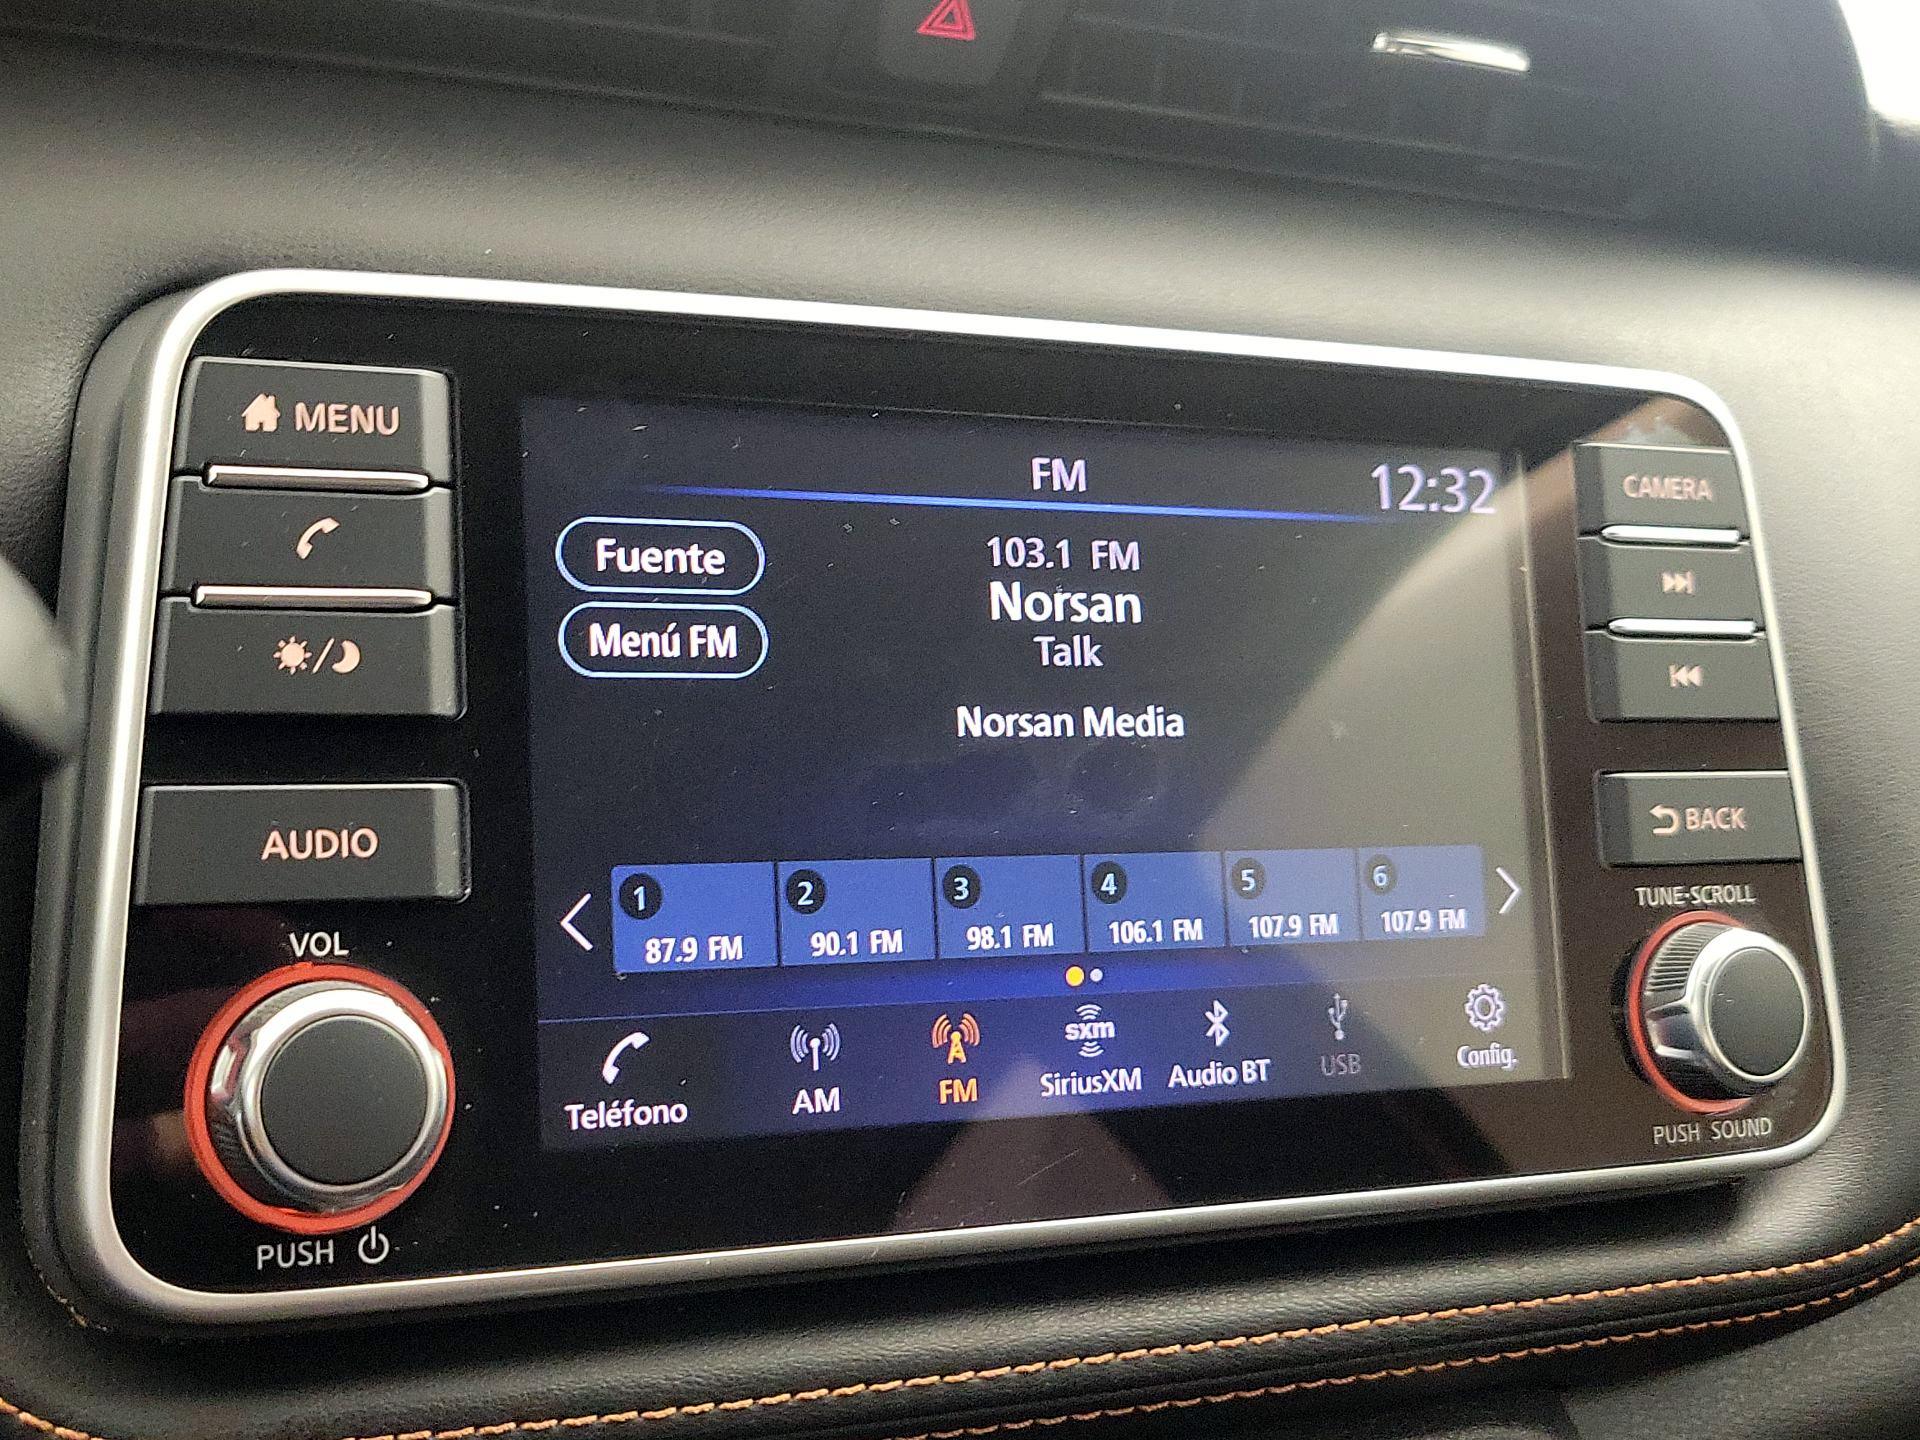 MENU
AUDIO
VOL
PUSH
FM
12:32
Fuente
Menú FM
103.1 FM
Norsan
Talk
Norsan Media
1
87.9 FM
2
90.1 FM
3
98.1 FM
4
106.1 FM
5
107.9 FM
6
107.9 FM
Teléfono
AM
FM
sxm
SiriusXM
Audio BT
USB
Config.
CAMERA
BACK
TUNE·SCROLL
PUSH SOUND